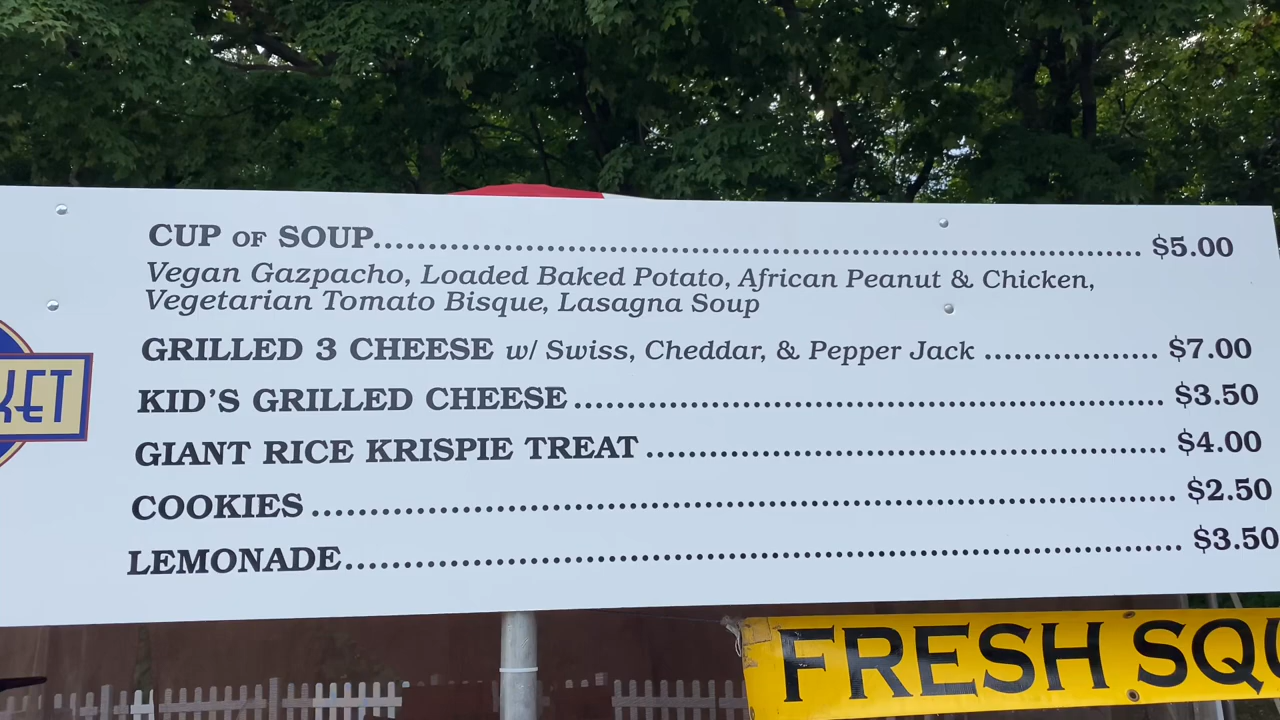 CUP OF SOUP........................................ $5.00
Vegan Gazpacho, Loaded Baked Potato, African Peanut & Chicken,
Vegetarian Tomato Bisque, Lasagna Soup
GRILLED 3 CHEESE w/ Swiss, Cheddar, & Pepper Jack ................. $7.00
KID'S GRILLED CHEESE........................................ $3.50
GIANT RICE KRISPIE TREAT........................................ $4.00
COOKIES ........................................ $2.50
LEMONADE........................................ $3.50
FRESH